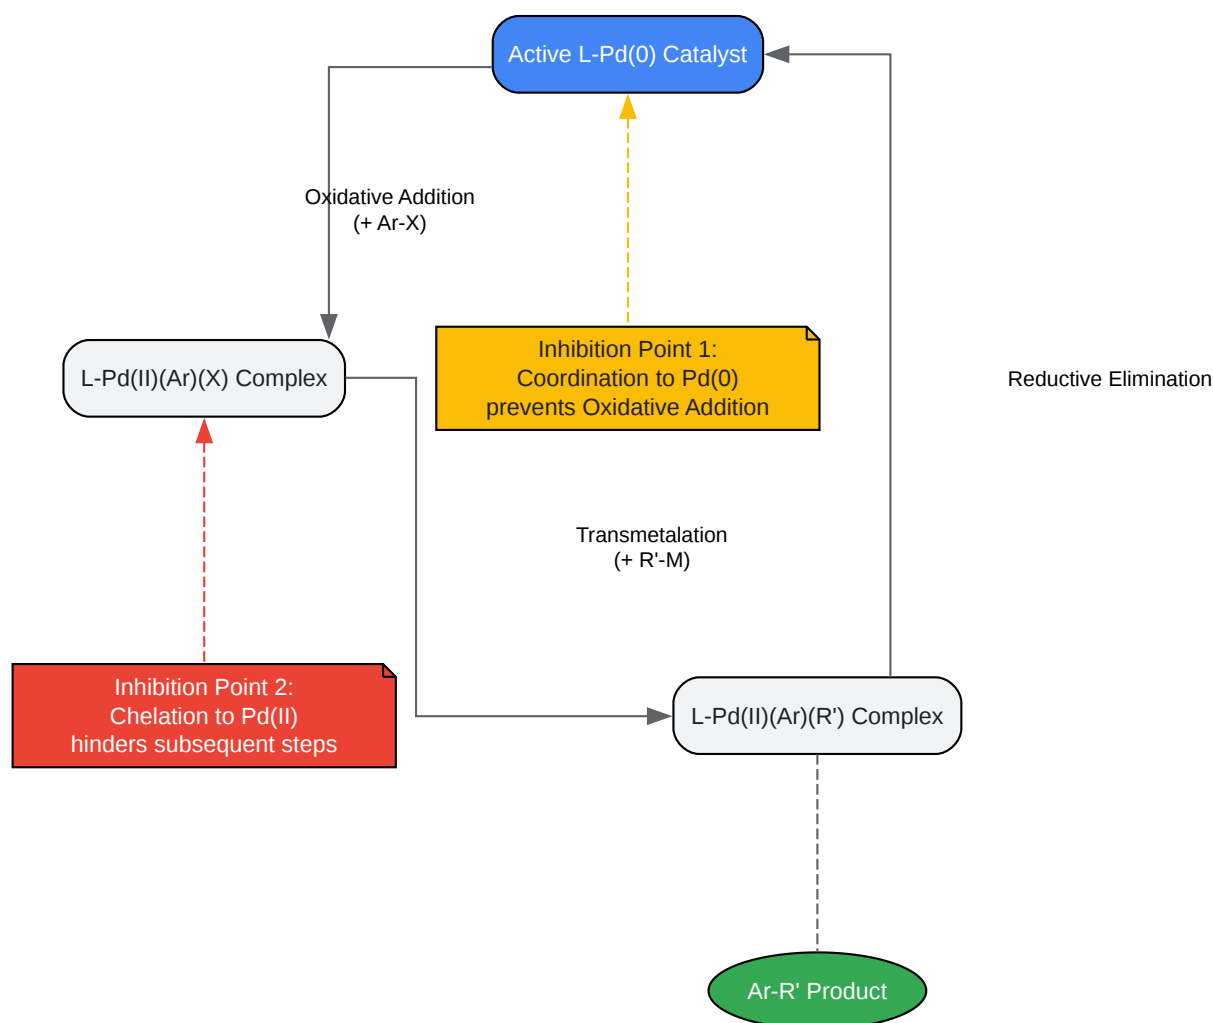 Active L-Pd(0) Catalyst
Oxidative Addition
(+ Ar-X)
Inhibition Point 1:
Coordination to Pd(0)
prevents Oxidative Addition
L-Pd(II)(Ar)(X) Complex
Reductive Elimination
Transmetalation
(+ R'-M)
Inhibition Point 2:
Chelation to Pd(II)
hinders subsequent steps
L-Pd(II)(Ar)(R') Complex
Ar-R' Product